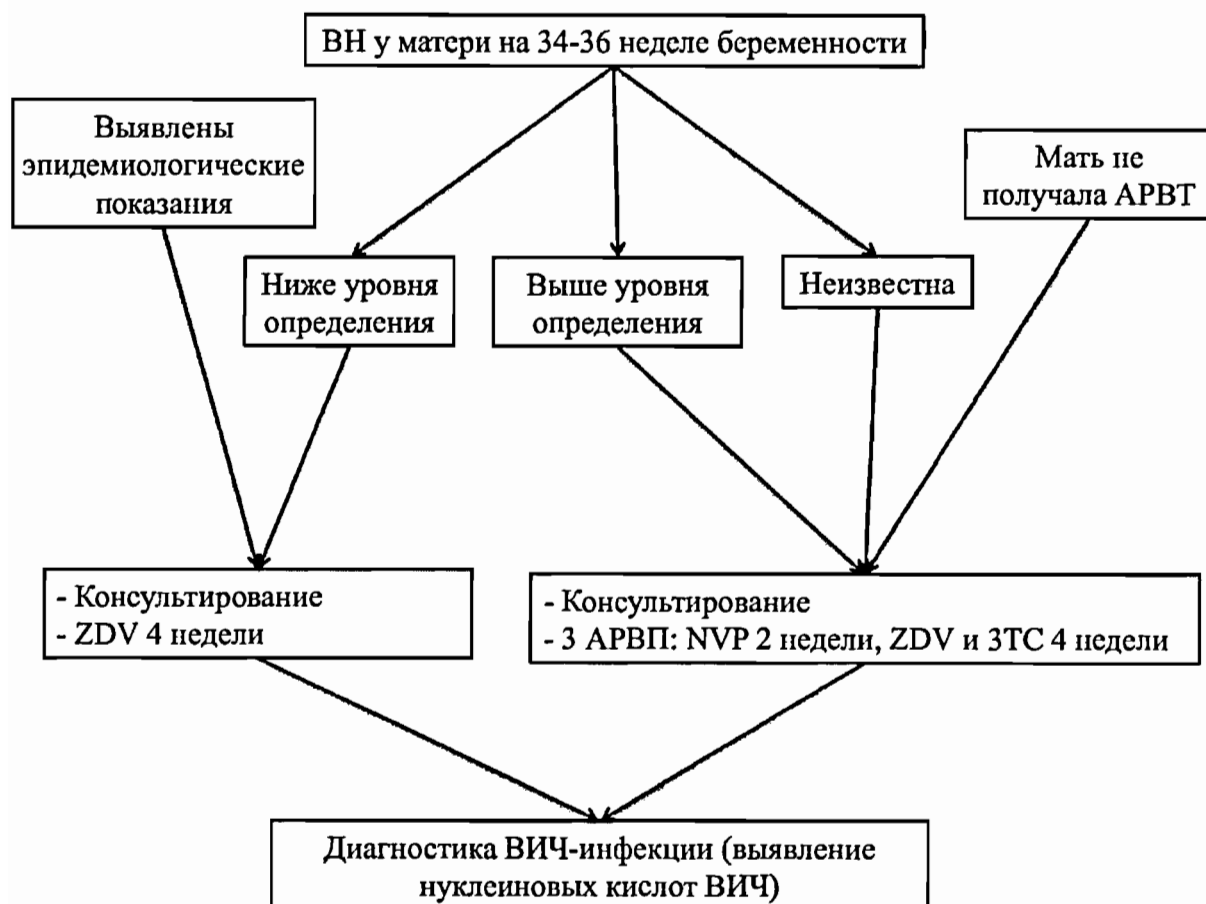 ВН у матери на 34-36 неделе беременности
Выявлены
эпидемиологические
показания
Мать не
получала АРВТ
Ниже уровня
определения
Выше уровня
определения
Неизвестна
- Консультирование
- ZDV 4 недели
- Консультирование
- 3 АРВП: NVP 2 недели, ZDV и 3ТС 4 недели
Диагностика ВИЧ-инфекции (выявление
нуклеиновых кислот ВИЧ)